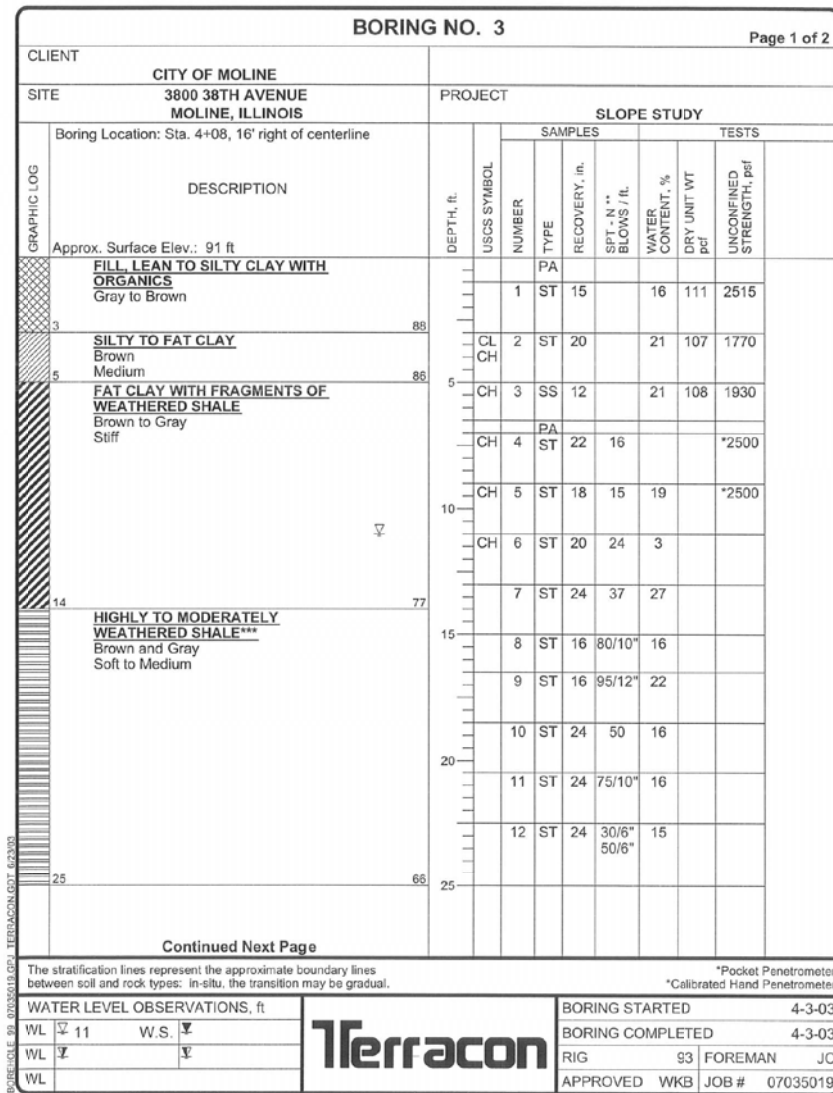 BORING NO. 3
Page 1 of 2
CLIENT
CITY OF MOLINE
SITE 3800 38TH AVENUE
MOLINE, ILLINOIS
PROJECT
SLOPE STUDY
Boring Location: Sta. 4+08, 16' right of centerline
SAMPLES TESTS
GRAPHIC LOG
DESCRIPTION
DEPTH, ft.
USCS SYMBOL
NUMBER
TYPE
RECOVERY, in.
SPT - N **
BLOWS / ft.
WATER
CONTENT, %
DRY UNIT WT
pcf
UNCONFINED
STRENGTH, psf
Approx. Surface Elev.: 91 ft
FILL, LEAN TO SILTY CLAY WITH
ORGANICS
Gray to Brown
3 88
SILTY TO FAT CLAY
Brown
Medium
5 86
FAT CLAY WITH FRAGMENTS OF
WEATHERED SHALE
Brown to Gray
Stiff
14 77
HIGHLY TO MODERATELY
WEATHERED SHALE***
Brown and Gray
Soft to Medium
25 66
Continued Next Page
PA
1 ST 15 16 111 2515
CL 2 ST 20 21 107 1770
CH
5
CH 3 SS 12 21 108 1930
PA
CH 4 ST 22 16 *2500
CH 5 ST 18 15 19 *2500
10
CH 6 ST 20 24 3
7 ST 24 37 27
15
8 ST 16 80/10" 16
9 ST 16 95/12" 22
10 ST 24 50 16
20
11 ST 24 75/10" 16
12 ST 24 30/6" 15
50/6"
25
The stratification lines represent the approximate boundary lines
between soil and rock types: in-situ, the transition may be gradual.
*Pocket Penetrometer
*Calibrated Hand Penetrometer
WATER LEVEL OBSERVATIONS, ft
WL 11 W.S.
WL
WL
Terracon
BORING STARTED 4-3-03
BORING COMPLETED 4-3-03
RIG 93 FOREMAN JC
APPROVED WKB JOB # 07035019
BOREHOLE 99 07035019.GPJ TERRACON.GDT 6/23/03